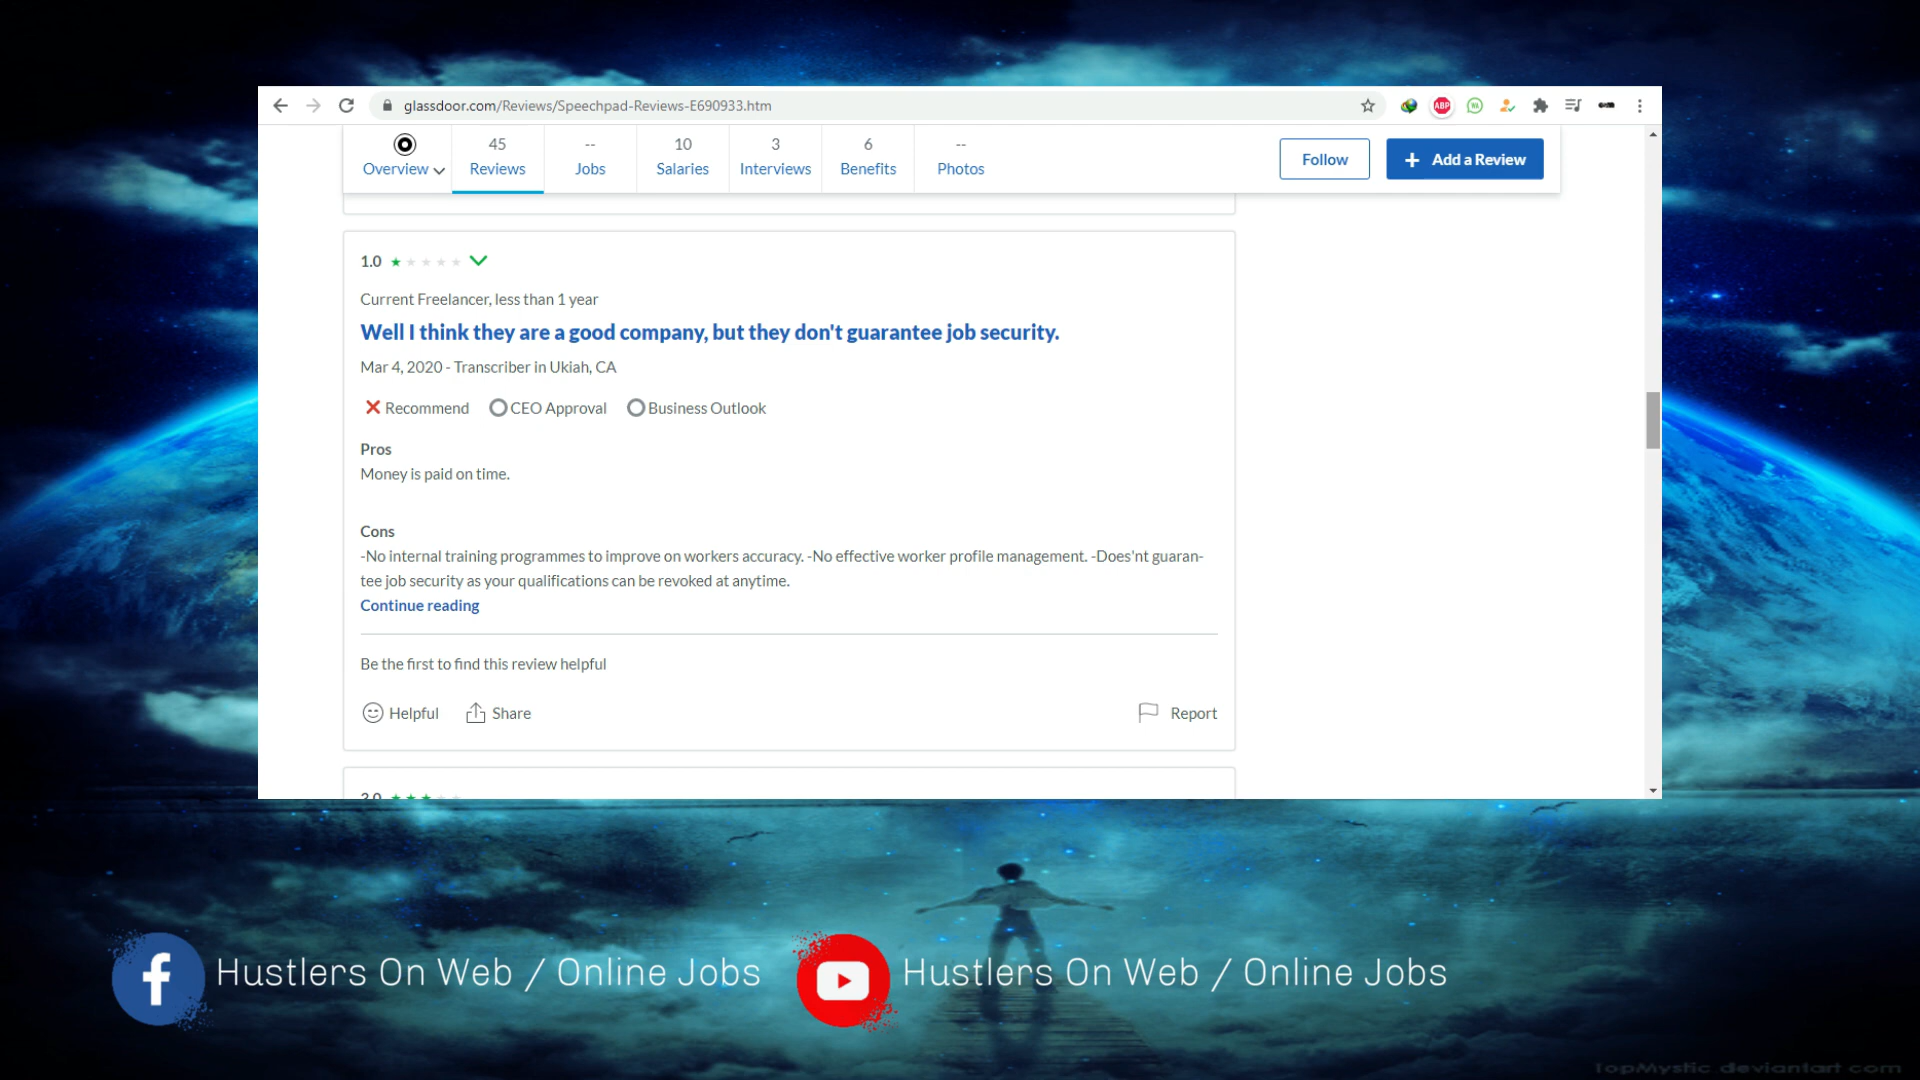 glassdoor.com/Reviews/Speechpad-Reviews-E690933.htm
ABP
45 -- 10 3 6 --
Overview Reviews Jobs Salaries Interviews Benefits Photos
Follow
+ Add a Review
1.0
Current Freelancer, less than 1 year
Well I think they are a good company, but they don't guarantee job security.
Mar 4, 2020 - Transcriber in Ukiah, CA
Recommend CEO Approval Business Outlook
Pros
Money is paid on time.
Cons
-No internal training programmes to improve on workers accuracy. -No effective worker profile management. -Does'nt guaran-
tee job security as your qualifications can be revoked at anytime.
Continue reading
Be the first to find this review helpful
Helpful Share Report
Hustlers On Web / Online Jobs
Hustlers On Web / Online Jobs
TopMystic deviantart com